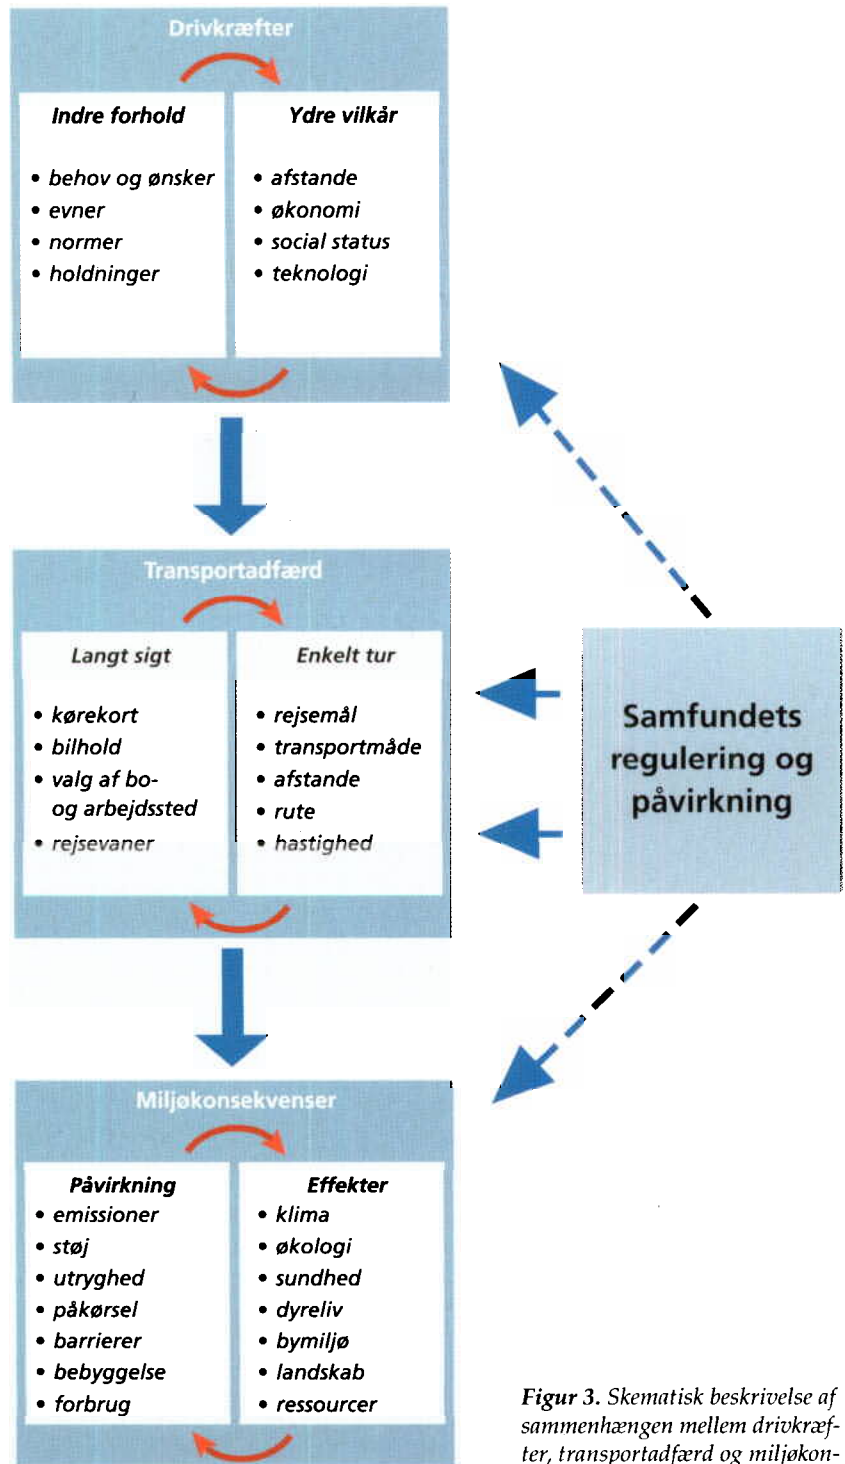 Drivkræfter
Indre forhold
• behov og ønsker
• evner
• normer
• holdninger
Ydre vilkår
• afstande
• økonomi
• social status
• teknologi
Transportadfærd
Langt sigt
• kørekort
• bilhold
• valg af bo-
og arbejdssted
• rejsevaner
Enkelt tur
• rejsemål
• transportmåde
• afstande
• rute
• hastighed
Samfundets
regulering og
påvirkning
Miljøkonsekvenser
Påvirkning
• emissioner
• støj
• utryghed
• påkørsel
• barrierer
• bebyggelse
• forbrug
Effekter
• klima
• økologi
• sundhed
• dyreliv
• bymiljø
• landskab
• ressourcer
Figur 3. Skematisk beskrivelse af
sammenhængen mellem drivkræf-
ter, transportadfærd og miljøkon-